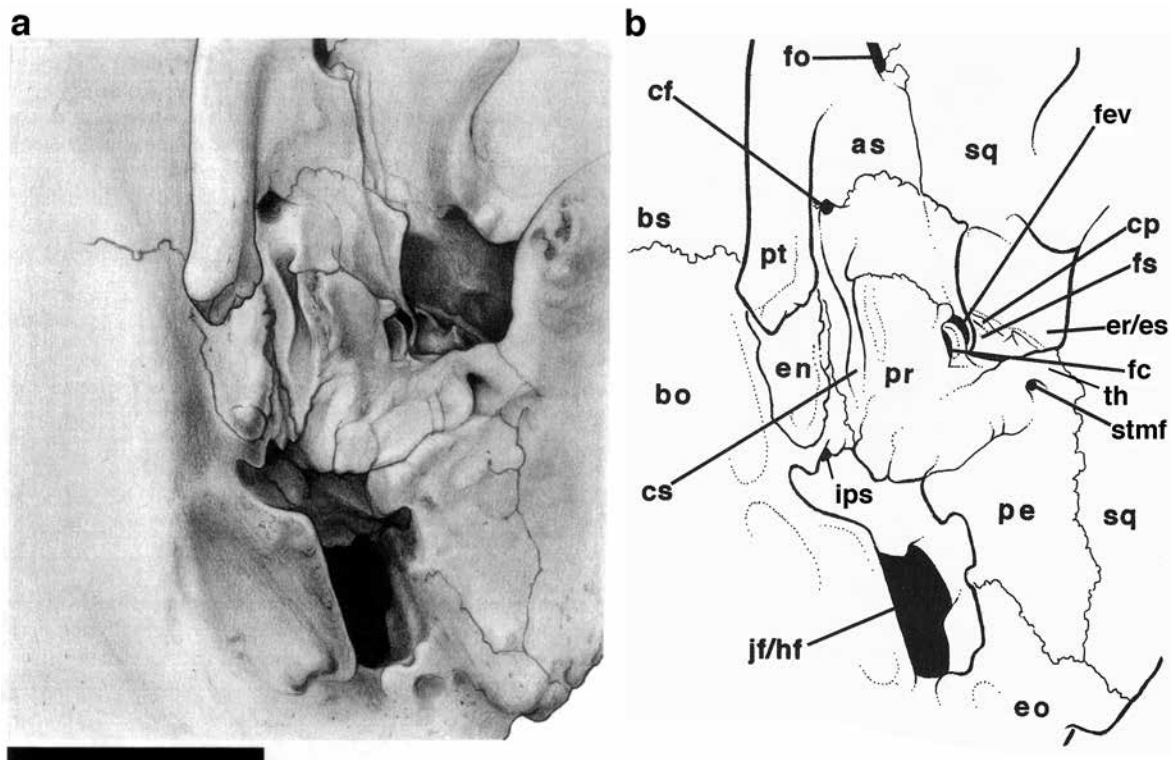 a
b
fo
cf
fev
as
sq
bs
cp
pt
fs
er/es
en
pr
fc
bo
th
stmf
cs
ips
pe
sq
jf/hf
eo